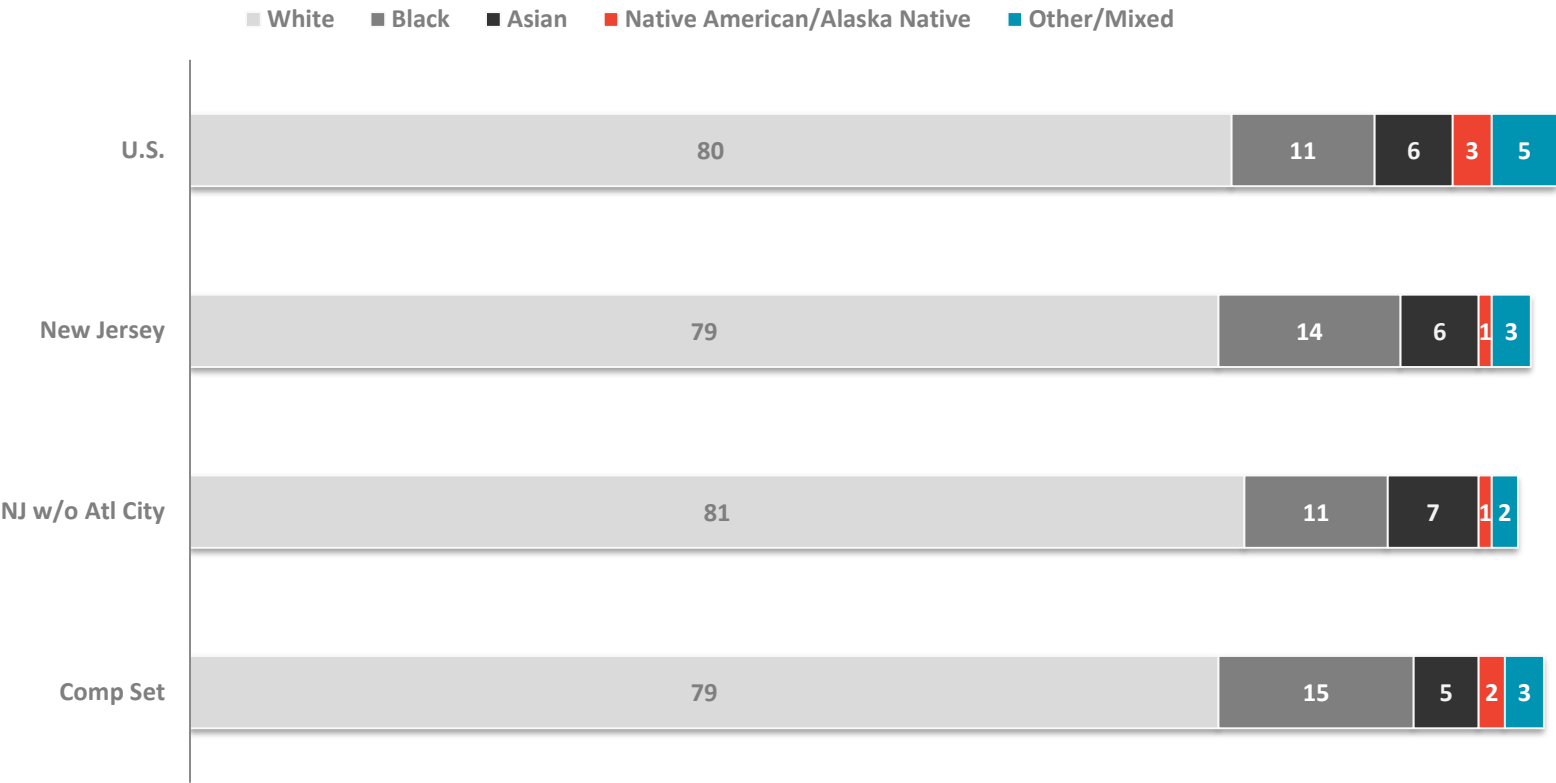 White Black Asian Native American/Alaska Native Other/Mixed
U.S. 80 11 6 3 5
New Jersey 79 14 6 1 3
NJ w/o Atl City 81 11 7 1 2
Comp Set 79 15 5 2 3